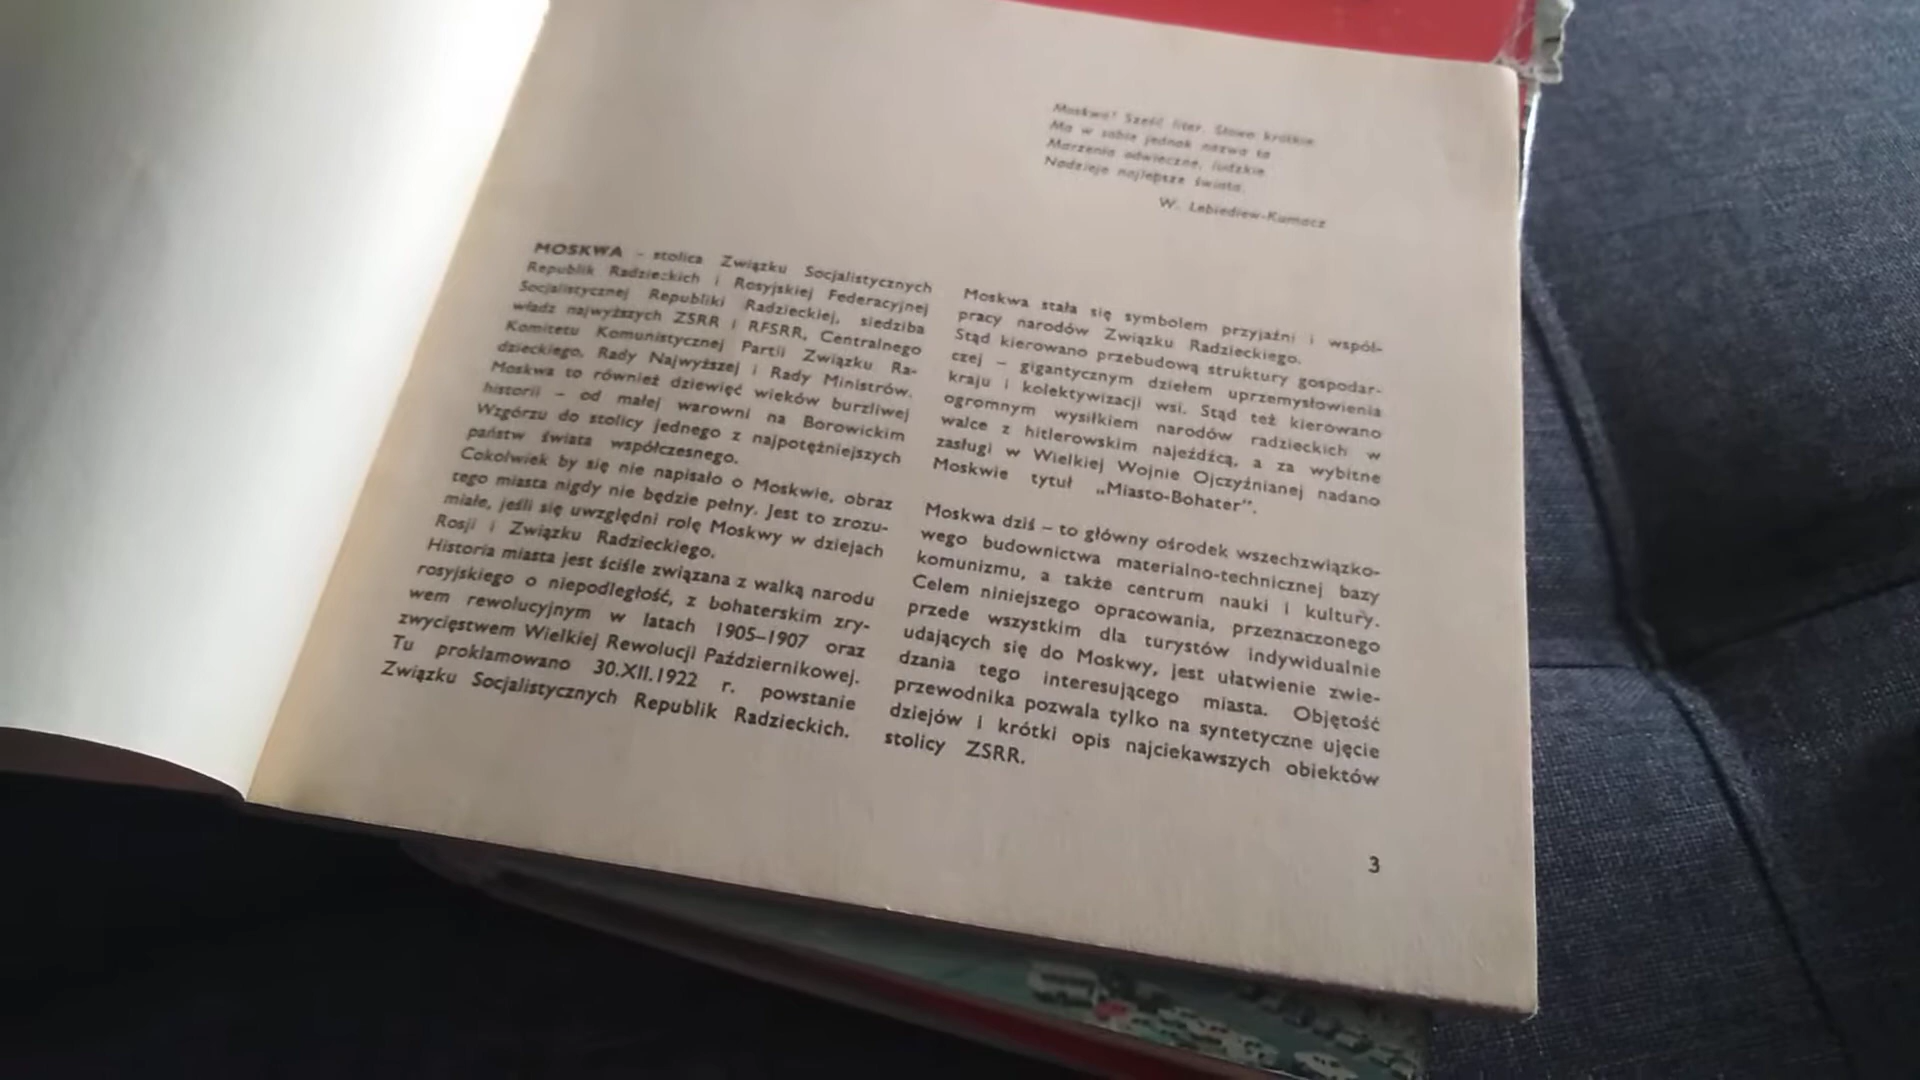 Moskwa! Sześć liter. Słowo krótkie
Ma w sobie jednak nazwa ta
Marzenia odwieczne, ludzkie
Nadzieje najlepsze świata.
W. Lebiediew-Kumacz
MOSKWA – stolica Związku Socjalistycznych
Republik Radzieckich i Rosyjskiej Federacyjnej
Socjalistycznej Republiki Radzieckiej, siedziba
władz najwyższych ZSRR i RFSRR, Centralnego
Komitetu Komunistycznej Partii Związku Ra-
dzieckiego, Rady Najwyższej i Rady Ministrów.
Moskwa to również dziewięć wieków burzliwej
historii – od małej warowni na Borowickim
Wzgórzu do stolicy jednego z najpotężniejszych
państw świata współczesnego.
Cokolwiek by się nie napisało o Moskwie, obraz
tego miasta nigdy nie będzie pełny. Jest to zrozu-
miałe, jeśli się uwzględni rolę Moskwy w dziejach
Rosji i Związku Radzieckiego.
Historia miasta jest ściśle związana z walką narodu
rosyjskiego o niepodległość, z bohaterskim zry-
wem rewolucyjnym w latach 1905–1907 oraz
zwycięstwem Wielkiej Rewolucji Październikowej.
Tu proklamowano 30.XII.1922 r. powstanie
Związku Socjalistycznych Republik Radzieckich.
Moskwa stała się symbolem przyjaźni i współ-
pracy narodów Związku Radzieckiego.
Stąd kierowano przebudową struktury gospodar-
czej – gigantycznym dziełem uprzemysłowienia
kraju i kolektywizacji wsi. Stąd też kierowano
ogromnym wysiłkiem narodów radzieckich w
walce z hitlerowskim najeźdźcą, a za wybitne
zasługi w Wielkiej Wojnie Ojczyźnianej nadano
Moskwie tytuł „Miasto-Bohater”.
Moskwa dziś – to główny ośrodek wszechzwiązko-
wego budownictwa materialno-technicznej bazy
komunizmu, a także centrum nauki i kultury.
Celem niniejszego opracowania, przeznaczonego
przede wszystkim dla turystów indywidualnie
udających się do Moskwy, jest ułatwienie zwie-
dzania tego interesującego miasta. Objętość
przewodnika pozwala tylko na syntetyczne ujęcie
dziejów i krótki opis najciekawszych obiektów
stolicy ZSRR.
3